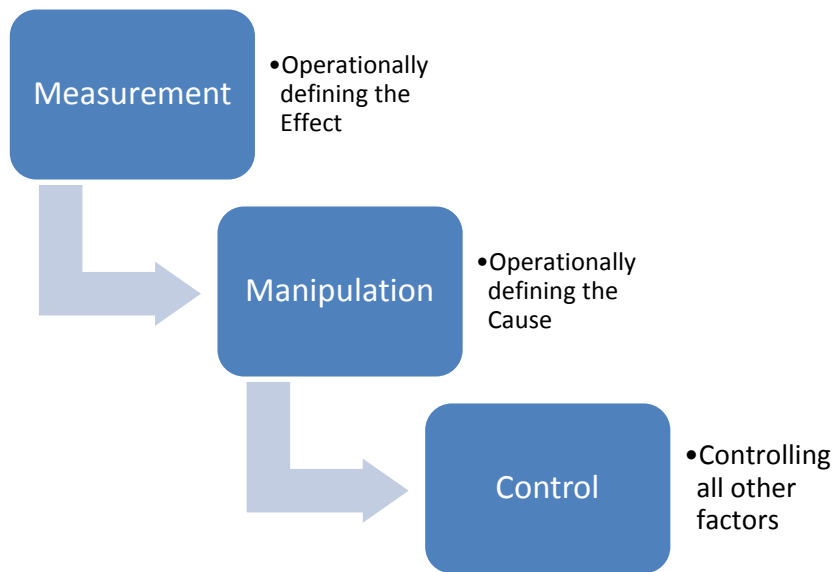 Measurement
•Operationally
defining the
Effect
Manipulation
•Operationally
defining the
Cause
Control
•Controlling
all other
factors